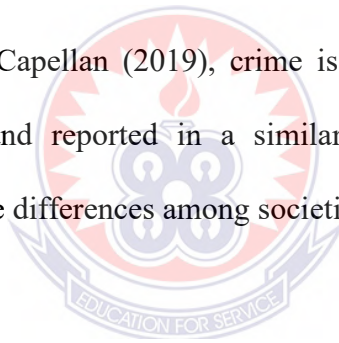 Capellan (2019), crime is
nd reported in a similar
e differences among societi
EDUCATION FOR SERVICE